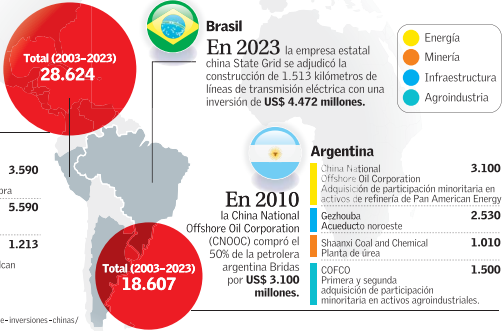 Total (2003-2023)
28.624
3.590
pra
5.590
1.213
ican
Brasil
En 2023 la empresa estatal
china State Grid se adjudicó la
construcción de 1.513 kilómetros de
líneas de transmisión eléctrica con una
inversión de US$ 4.472 millones.
Energía
Minería
Infraestructura
Agroindustria
En 2010
la China National
Offshore Oil Corporation
(CNOOC) compró el
50% de la petrolera
argentina Bridas
por US$ 3.100
millones.
Argentina
China National 3.100
Offshore Oil Corporation
Adquisición de participación minoritaria en
activos de refinería de Pan American Energy
Gezhouba 2.530
Acueducto noroeste
Shaanxi Coal and Chemical 1.010
Planta de úrea
COFCO 1.500
Primera y segunda
adquisición de participación
minoritaria en activos agroindustriales.
Total (2003-2023)
18.607
e-inversiones-chinas/